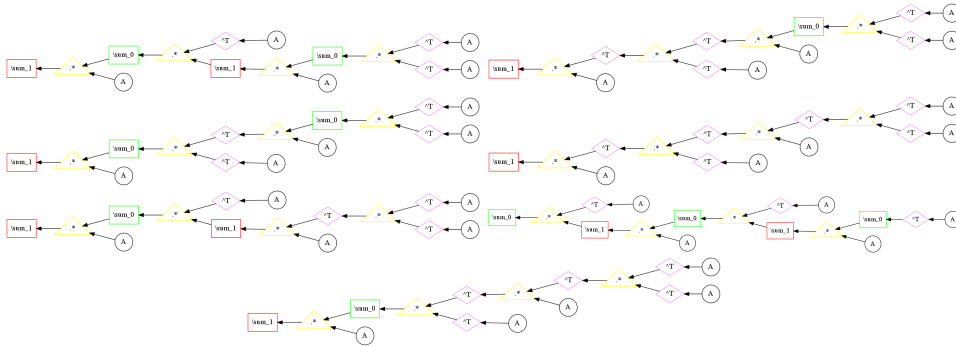 ^T A ^T A
\sum_0 .* \sum_0 .*
\sum_1 .* \sum_1 .* ^T A
A A
^T A
\sum_0 .*
^T .* ^T A
^T .* A
\sum_1 .* ^T A
A
^T A
\sum_0 .*
^T .* ^T A
\sum_0 .*
\sum_1 .* ^T A
A
^T A
^T .*
^T .* ^T A
^T .* A
\sum_1 .* ^T A
A
^T A ^T A
\sum_0 .* ^T .*
\sum_1 .* \sum_1 .* ^T A
A A
^T A ^T A
\sum_0 .* \sum_0 .* \sum_0 ^T A
\sum_1 .* \sum_1 .*
A A
^T A
^T .*
^T .* ^T A
\sum_0 .* A
\sum_1 .* ^T A
A